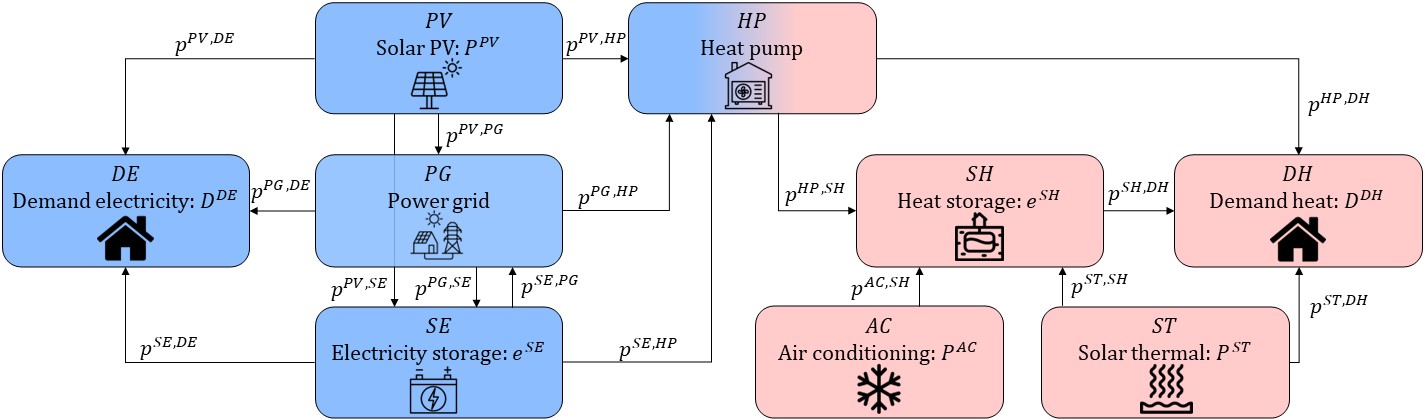 PV
Solar PV: P^{PV}
HP
Heat pump
p^{PV,DE}
p^{PV,HP}
p^{HP,DH}
p^{PV,PG}
DE
Demand electricity: D^{DE}
p^{PG,DE}
PG
Power grid
p^{PG,HP}
p^{HP,SH}
SH
Heat storage: e^{SH}
p^{SH,DH}
DH
Demand heat: D^{DH}
p^{PV,SE}
p^{PG,SE}
p^{SE,PG}
p^{AC,SH}
p^{ST,SH}
p^{ST,DH}
p^{SE,DE}
SE
Electricity storage: e^{SE}
p^{SE,HP}
AC
Air conditioning: P^{AC}
ST
Solar thermal: P^{ST}